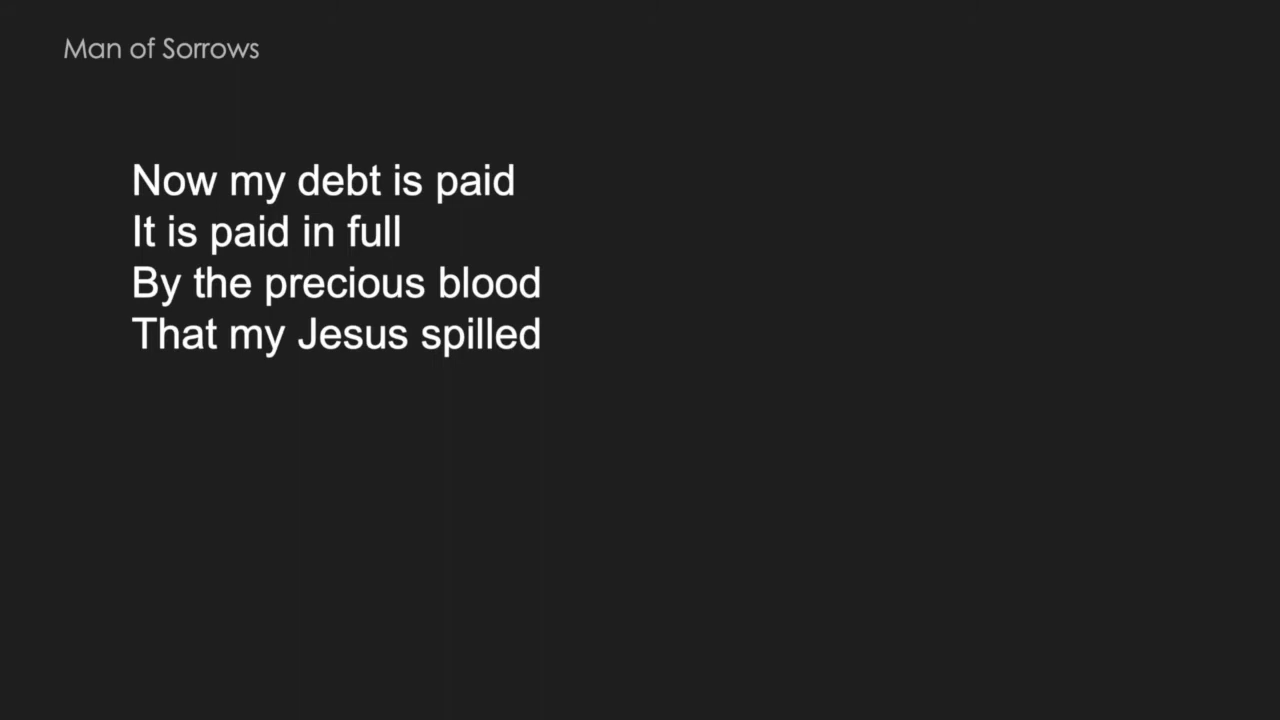 Man of Sorrows
Now my debt is paid
It is paid in full
By the precious blood
That my Jesus spilled